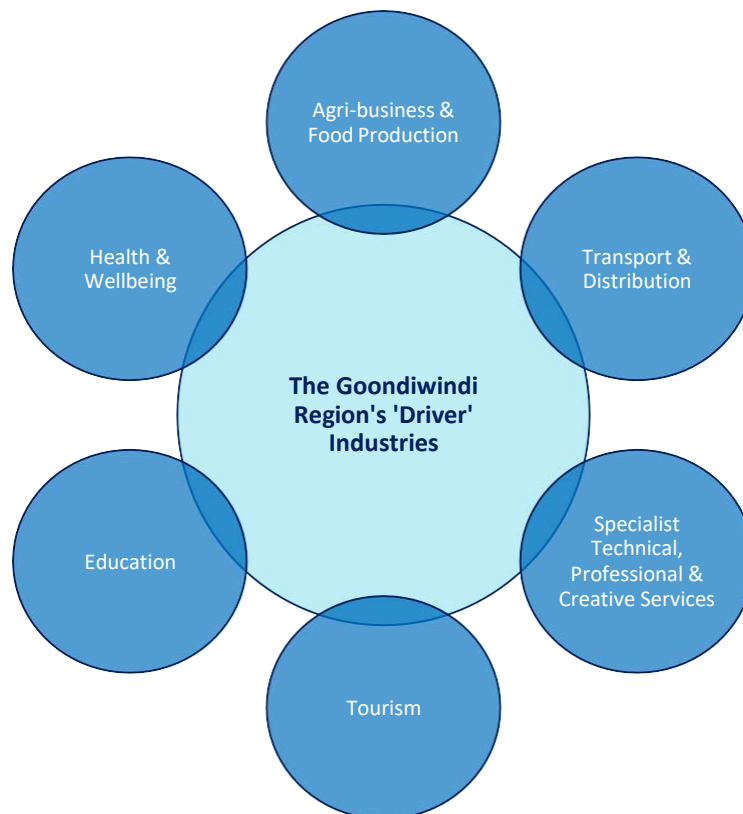 Agri-business &
Food Production
Health &
Wellbeing
Transport &
Distribution
The Goondiwindi
Region's 'Driver'
Industries
Education
Specialist
Technical,
Professional &
Creative Services
Tourism